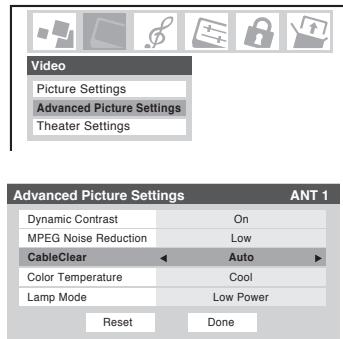 Video
Picture Settings
Advanced Picture Settings
Theater Settings
Advanced Picture Settings ANT 1
Dynamic Contrast On
MPEG Noise Reduction Low
CableClear Auto
Color Temperature Cool
Lamp Mode Low Power
Reset Done